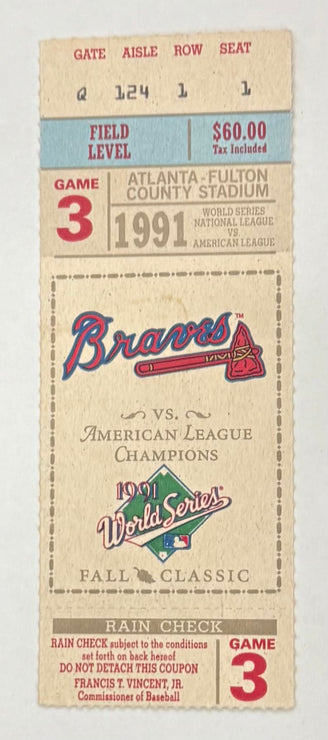 GATE AISLE ROW SEAT
Q 124 1 1
FIELD LEVEL
$60.00
Tax Included
GAME 3
ATLANTA-FULTON
COUNTY STADIUM
1991
WORLD SERIES
NATIONAL LEAGUE
VS
AMERICAN LEAGUE
Braves™
VS.
AMERICAN LEAGUE
CHAMPIONS
1991
World Series
FALL CLASSIC
RAIN CHECK
RAIN CHECK subject to the conditions
set forth on back hereof
DO NOT DETACH THIS COUPON
FRANCIS T. VINCENT, JR.
Commissioner of Baseball
GAME
3